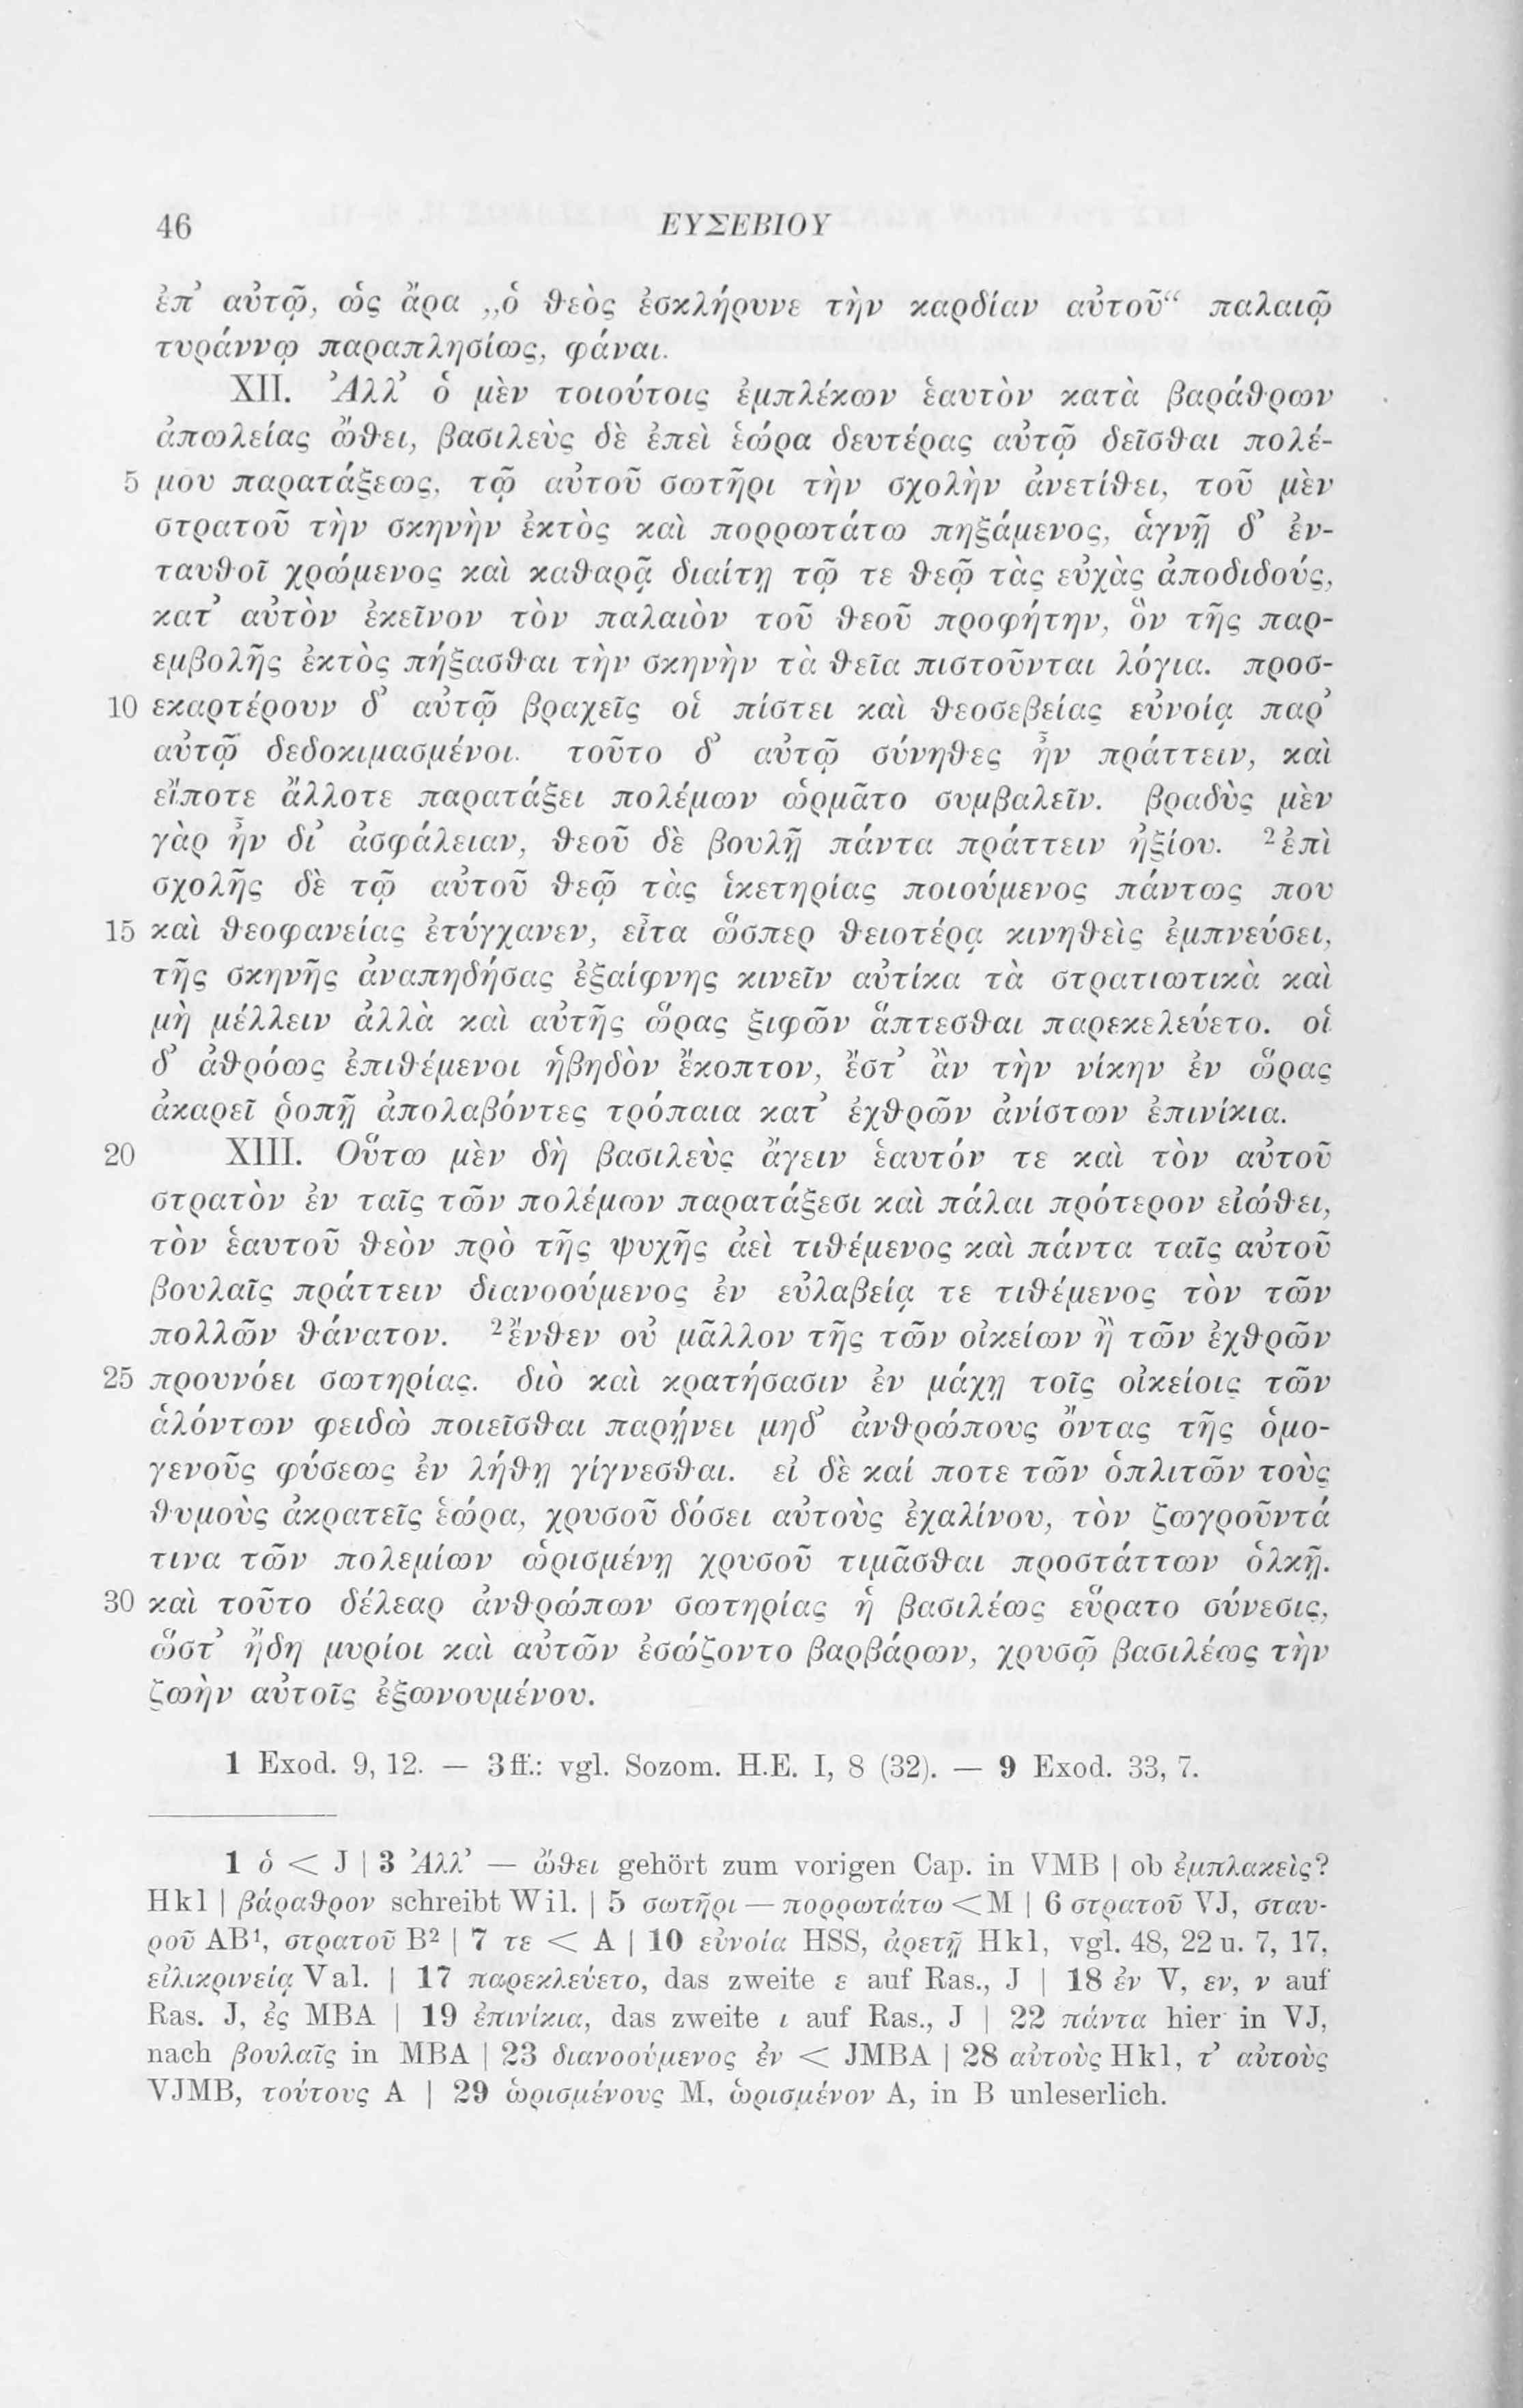 46 ΕΥΣΕΒΙΟΥ
ἐπ’ αὐτῷ, ὡς ἄρα „ὁ θεὸς ἐσκλήρυνε τὴν καρδίαν αὐτοῦ“ παλαιῷ
τυράννῳ παραπλησίως, φάναι.
XII. Ἀλλ’ ὁ μὲν τοιούτοις ἐμπλέκων ἑαυτὸν κατὰ βαράθρων
ἀπωλείας ὤθει, βασιλεὺς δὲ ἐπεὶ ἑώρα δευτέρας αὐτῷ δεῖσθαι πολέ-
5 μου παρατάξεως, τῷ αὐτοῦ σωτῆρι τὴν σχολὴν ἀνετίθει, τοῦ μὲν
στρατοῦ τὴν σκηνὴν ἐκτὸς καὶ πορρωτάτω πηξάμενος, ἁγνῇ δ’ ἐν-
ταυθοῖ χρώμενος καὶ καθαρᾷ διαίτῃ τῷ τε θεῷ τὰς εὐχὰς ἀποδιδούς,
κατ’ αὐτὸν ἐκεῖνον τὸν παλαιὸν τοῦ θεοῦ προφήτην, ὃν τῆς παρ-
εμβολῆς ἐκτὸς πήξασθαι τὴν σκηνὴν τὰ θεῖα πιστοῦνται λόγια. προσ-
10 εκαρτέρουν δ’ αὐτῷ βραχεῖς οἱ πίστει καὶ θεοσεβείας εὐνοίᾳ παρ’
αὐτῷ δεδοκιμασμένοι. τοῦτο δ’ αὐτῷ σύνηθες ἦν πράττειν, καὶ
εἴποτε ἄλλοτε παρατάξει πολέμων ὡρμᾶτο συμβαλεῖν. βραδὺς μὲν
γὰρ ἦν δι’ ἀσφάλειαν, θεοῦ δὲ βουλῇ πάντα πράττειν ἠξίου. ²ἐπὶ
σχολῆς δὲ τῷ αὐτοῦ θεῷ τὰς ἱκετηρίας ποιούμενος πάντως που
15 καὶ θεοφανείας ἐτύγχανεν, εἶτα ὥσπερ θειοτέρᾳ κινηθεὶς ἐμπνεύσει,
τῆς σκηνῆς ἀναπηδήσας ἐξαίφνης κινεῖν αὐτίκα τὰ στρατιωτικὰ καὶ
μὴ μέλλειν ἀλλὰ καὶ αὐτῆς ὥρας ξιφῶν ἅπτεσθαι παρεκελεύετο. οἱ
δ’ ἀθρόως ἐπιθέμενοι ἡβηδὸν ἔκοπτον, ἔστ’ ἂν τὴν νίκην ἐν ὥρας
ἀκαρεῖ ῥοπῇ ἀπολαβόντες τρόπαια κατ’ ἐχθρῶν ἀνίστων ἐπινίκια.
20 XIII. Οὕτω μὲν δὴ βασιλεὺς ἄγειν ἑαυτόν τε καὶ τὸν αὐτοῦ
στρατὸν ἐν ταῖς τῶν πολέμων παρατάξεσι καὶ πάλαι πρότερον εἰώθει,
τὸν ἑαυτοῦ θεὸν πρὸ τῆς ψυχῆς ἀεὶ τιθέμενος καὶ πάντα ταῖς αὐτοῦ
βουλαῖς πράττειν διανοούμενος ἐν εὐλαβείᾳ τε τιθέμενος τὸν τῶν
πολλῶν θάνατον. ²ἔνθεν οὐ μᾶλλον τῆς τῶν οἰκείων ἢ τῶν ἐχθρῶν
25 προυνόει σωτηρίας. διὸ καὶ κρατήσασιν ἐν μάχῃ τοῖς οἰκείοις τῶν
ἁλόντων φειδὼ ποιεῖσθαι παρῄνει μηδ’ ἀνθρώπους ὄντας τῆς ὁμο-
γενοῦς φύσεως ἐν λήθῃ γίγνεσθαι. εἰ δὲ καί ποτε τῶν ὁπλιτῶν τοὺς
θυμοὺς ἀκρατεῖς ἑώρα, χρυσοῦ δόσει αὐτοὺς ἐχαλίνου, τὸν ζωγροῦντά
τινα τῶν πολεμίων ὡρισμένῃ χρυσοῦ τιμᾶσθαι προστάττων ὁλκῇ.
30 καὶ τοῦτο δέλεαρ ἀνθρώπων σωτηρίας ἡ βασιλέως εὕρατο σύνεσις,
ὥστ’ ἤδη μυρίοι καὶ αὐτῶν ἐσώζοντο βαρβάρων, χρυσῷ βασιλέως τὴν
ζωὴν αὐτοῖς ἐξωνουμένου.
1 Exod. 9, 12. — 3 ff.: vgl. Sozom. H.E. I, 8 (32). — 9 Exod. 33, 7.
1 ὁ < J | 3 Ἀλλ’ — ὤθει gehört zum vorigen Cap. in VMB | ob ἐμπλακεὶς?
Hkl | βάραθρον schreibt Wil. | 5 σωτῆρι — πορρωτάτω < M | 6 στρατοῦ VJ, σταυ-
ροῦ AB¹, στρατοῦ B² | 7 τε < A | 10 εὐνοία HSS, ἀρετῇ Hkl, vgl. 48, 22 u. 7, 17,
εἰλικρινείᾳ Val. | 17 παρεκλεύετο, das zweite ε auf Ras., J | 18 ἐν V, εν, ν auf
Ras. J, ἐς MBA | 19 ἐπινίκια, das zweite ι auf Ras., J | 22 πάντα hier in VJ,
nach βουλαῖς in MBA | 23 διανοούμενος ἐν < JMBA | 28 αὐτοὺς Hkl, τ’ αὐτοὺς
VJMB, τούτους A | 29 ὡρισμένους M, ὡρισμένον A, in B unleserlich.